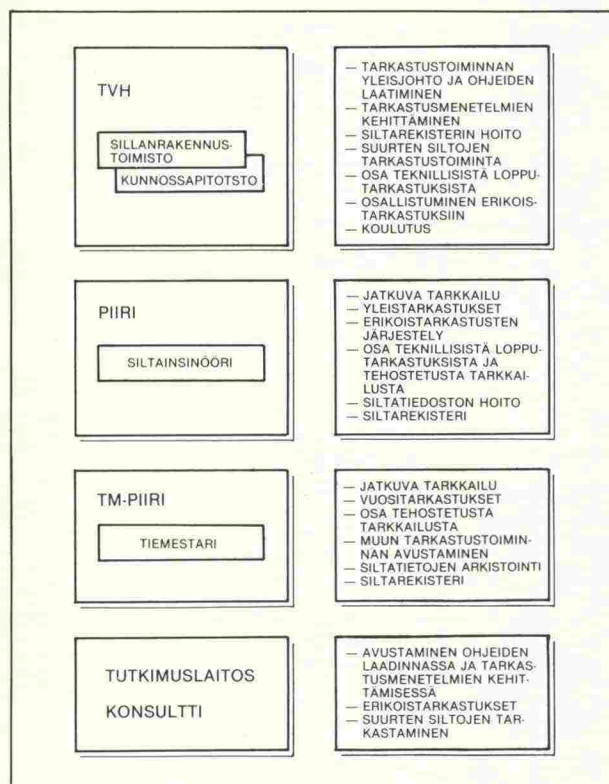 TVH
SILLANRAKENNUS-
TOIMISTO
KUNNOSSAPITOTSTO
— TARKASTUSTOIMINNAN
YLEISJOHTO JA OHJEIDEN
LAATIMINEN
— TARKASTUSMENETELMIEN
KEHITTÄMINEN
— SILTAREKISTERIN HOITO
— SUURTEN SILTOJEN
TARKASTUSTOIMINTA
— OSA TEKNILLISISTÄ LOPPU-
TARKASTUKSISTA
— OSALLISTUMINEN ERIKOIS-
TARKASTUKSIIN
— KOULUTUS
PIIRI
SILTAINSINÖÖRI
— JATKUVA TARKKAILU
— YLEISTARKASTUKSET
— ERIKOISTARKASTUSTEN
JÄRJESTELY
— OSA TEKNILLISISTÄ LOPPU-
TARKASTUKSISTA JA
TEHOSTETUSTA TARKKAI-
LUSTA
— SILTATIEDOSTON HOITO
— SILTAREKISTERI
TM-PIIRI
TIEMESTARI
— JATKUVA TARKKAILU
— VUOSITARKASTUKSET
— OSA TEHOSTETUSTA
TARKKAILUSTA
— MUUN TARKASTUSTOIMIN-
NAN AVUSTAMINEN
— SILTATIETOJEN ARKISTOINTI
— SILTAREKISTERI
TUTKIMUSLAITOS
KONSULTTI
— AVUSTAMINEN OHJEIDEN
LAADINNASSA JA TARKAS-
TUSMENETELMIEN KEHIT-
TÄMISESSÄ
— ERIKOISTARKASTUKSET
— SUURTEN SILTOJEN TAR-
KASTAMINEN